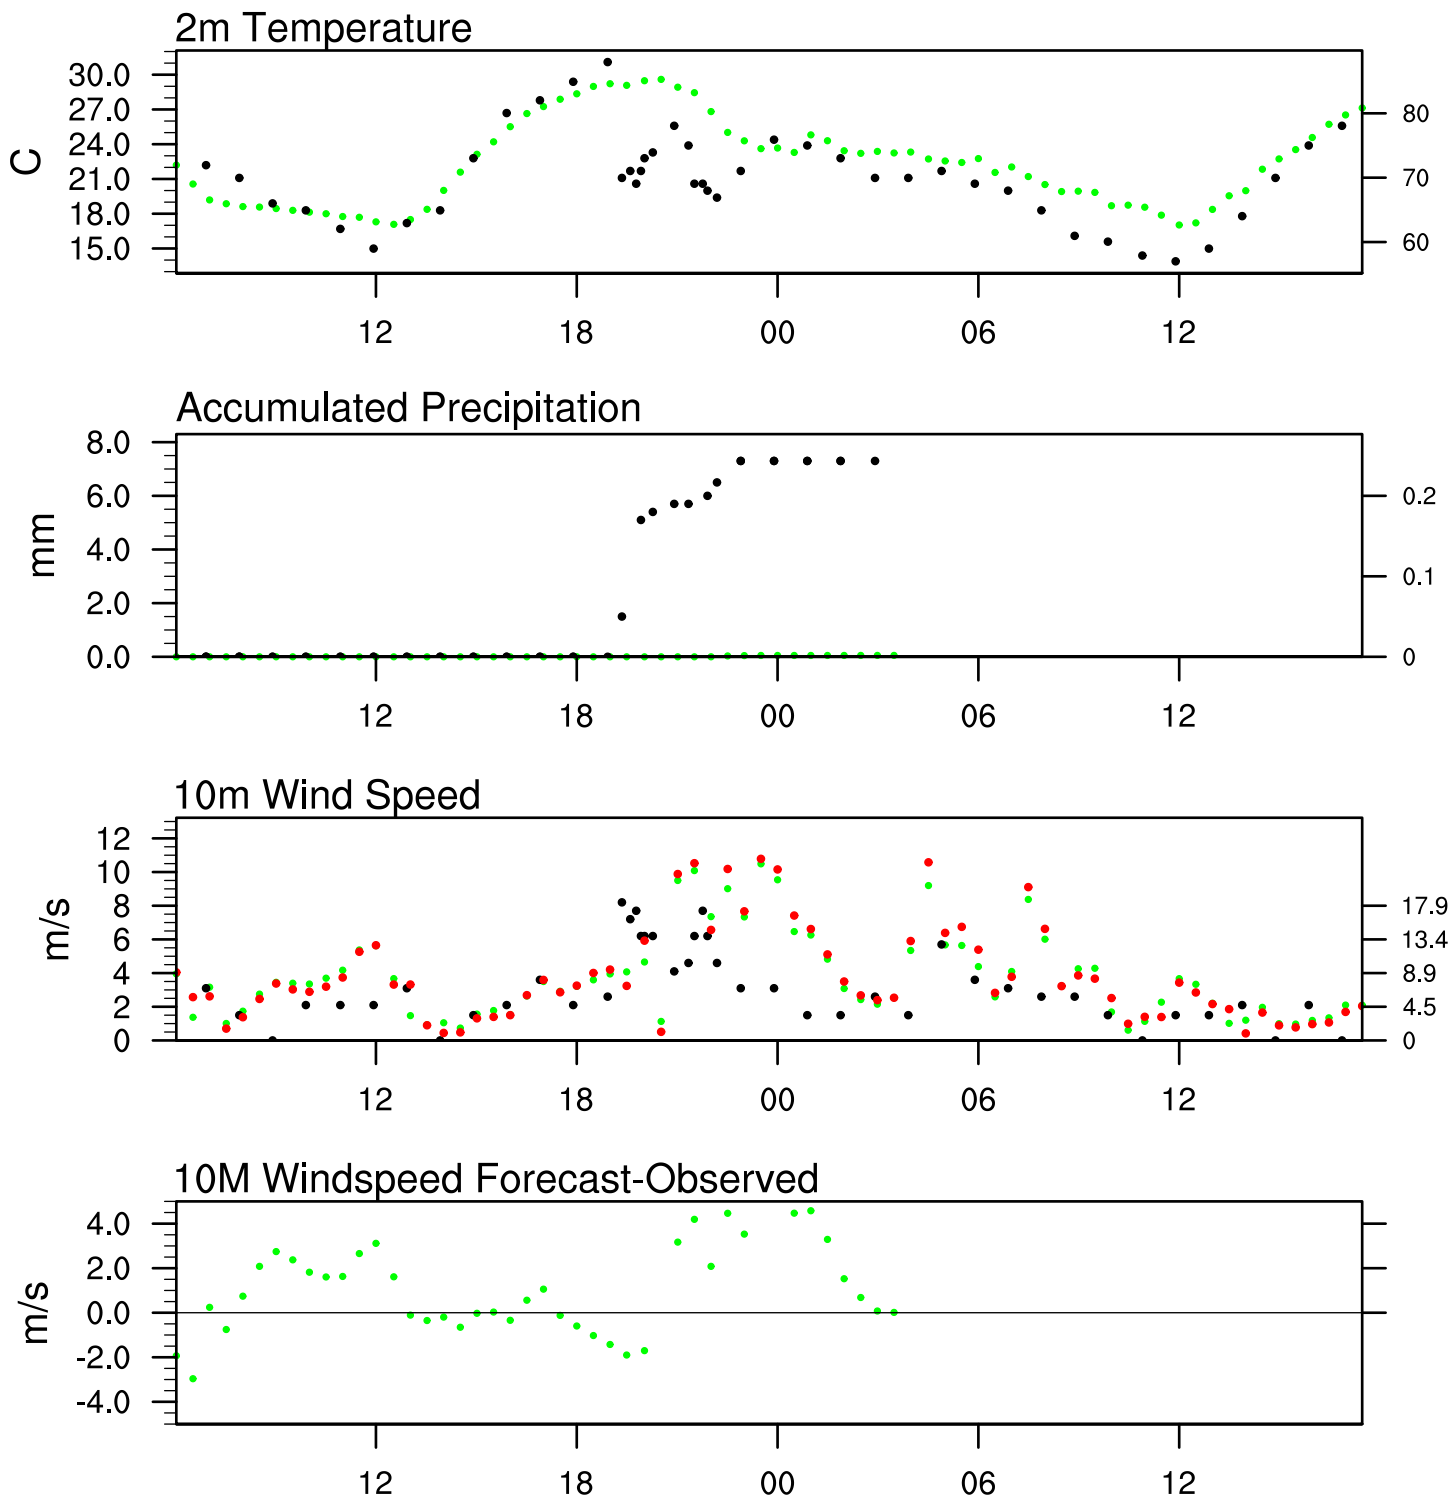 2m Temperature
30.0
27.0
24.0
21.0
18.0
15.0
C
80
70
60
12 18 00 06 12
Accumulated Precipitation
8.0
6.0
4.0
2.0
0.0
mm
0.2
0.1
0
12 18 00 06 12
10m Wind Speed
12
10
8
6
4
2
0
m/s
17.9
13.4
8.9
4.5
0
12 18 00 06 12
10M Windspeed Forecast-Observed
4.0
2.0
0.0
-2.0
-4.0
m/s
12 18 00 06 12